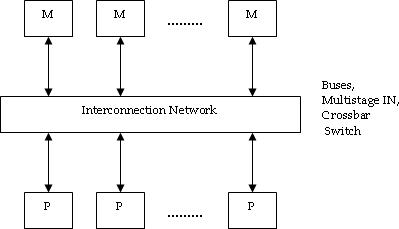 M M ......... M
Interconnection Network
Buses,
Multistage IN,
Crossbar
Switch
P P ......... P